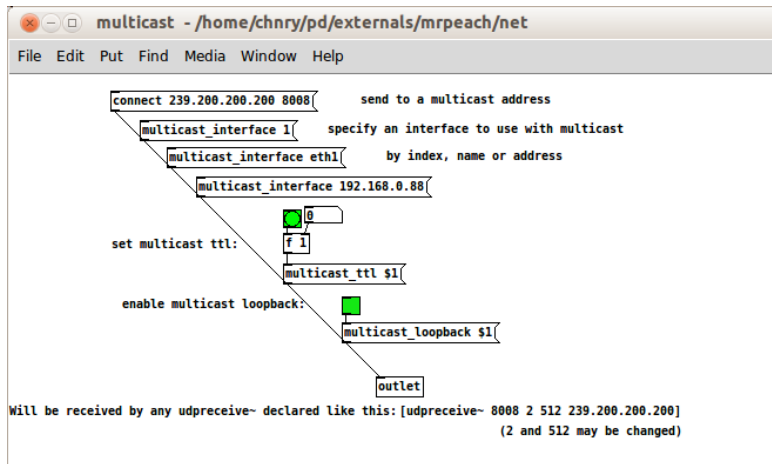 multicast - /home/chnry/pd/externals/mrpeach/net
File Edit Put Find Media Window Help
connect 239.200.200.200 8008 send to a multicast address
multicast_interface 1 specify an interface to use with multicast
multicast_interface eth1 by index, name or address
multicast_interface 192.168.0.88
0
set multicast ttl: f 1
multicast_ttl $1
enable multicast loopback:
multicast_loopback $1
outlet
Will be received by any udpreceive~ declared like this: [udpreceive~ 8008 2 512 239.200.200.200]
(2 and 512 may be changed)